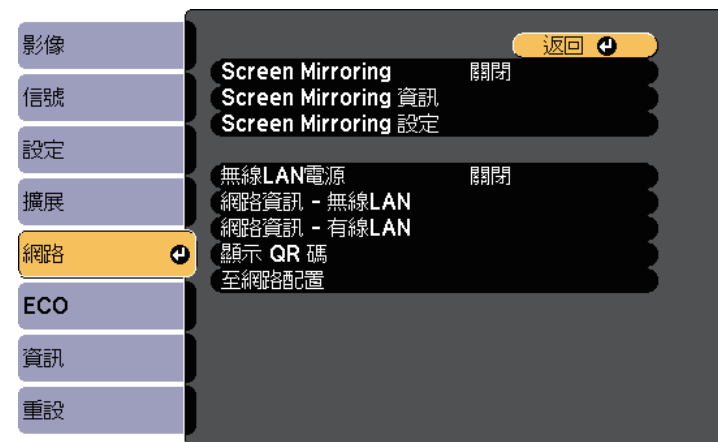 影像
信號
設定
擴展
網路
ECO
資訊
重設
返回
Screen Mirroring 關閉
Screen Mirroring 資訊
Screen Mirroring 設定
無線LAN電源 關閉
網路資訊 - 無線LAN
網路資訊 - 有線LAN
顯示 QR 碼
至網路配置